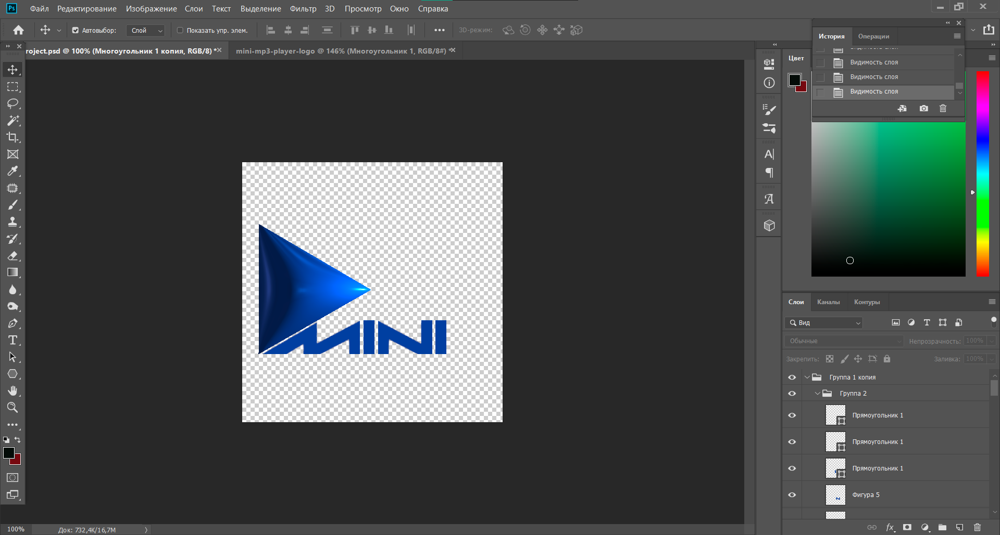 Ps Файл Редактирование Изображение Слои Текст Выделение Фильтр 3D Просмотр Окно Справка
Автовыбор: Слой Показать упр. элем. 3D-режим:
roject.psd @ 100% (Многоугольник 1 копия, RGB/8) * mini-mp3-player-logo @ 146% (Многоугольник 1, RGB/8#) *
История Операции
Видимость слоя
Видимость слоя
Видимость слоя
Видимость слоя
Цвет
MINI
Слои Каналы Контуры
Вид
Обычные Непрозрачность: 100%
Закрепить: Заливка: 100%
Группа 1 копия
Группа 2
Прямоугольник 1
Прямоугольник 1
Прямоугольник 1
Фигура 5
fx
100% Док: 732,4K/16,7M